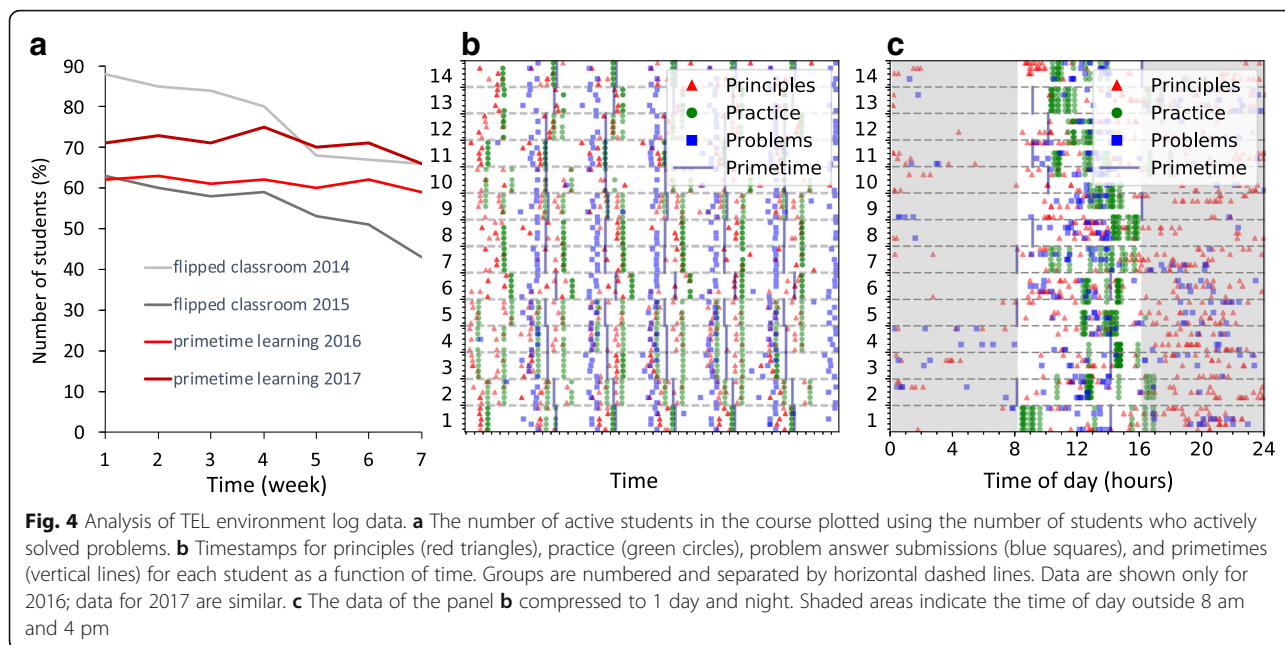 a
Number of students (%)
90
80
70
60
50
40
30
20
10
0
flipped classroom 2014
flipped classroom 2015
primetime learning 2016
primetime learning 2017
1 2 3 4 5 6 7
Time (week)
b
14
13
12
11
10
9
8
7
6
5
4
3
2
1
Principles
Practice
Problems
Primetime
Time
c
14
13
12
11
10
9
8
7
6
5
4
3
2
1
Principles
Practice
Problems
Primetime
0 4 8 12 16 20 24
Time of day (hours)
Fig. 4 Analysis of TEL environment log data. a The number of active students in the course plotted using the number of students who actively
solved problems. b Timestamps for principles (red triangles), practice (green circles), problem answer submissions (blue squares), and primetimes
(vertical lines) for each student as a function of time. Groups are numbered and separated by horizontal dashed lines. Data are shown only for
2016; data for 2017 are similar. c The data of the panel b compressed to 1 day and night. Shaded areas indicate the time of day outside 8 am
and 4 pm